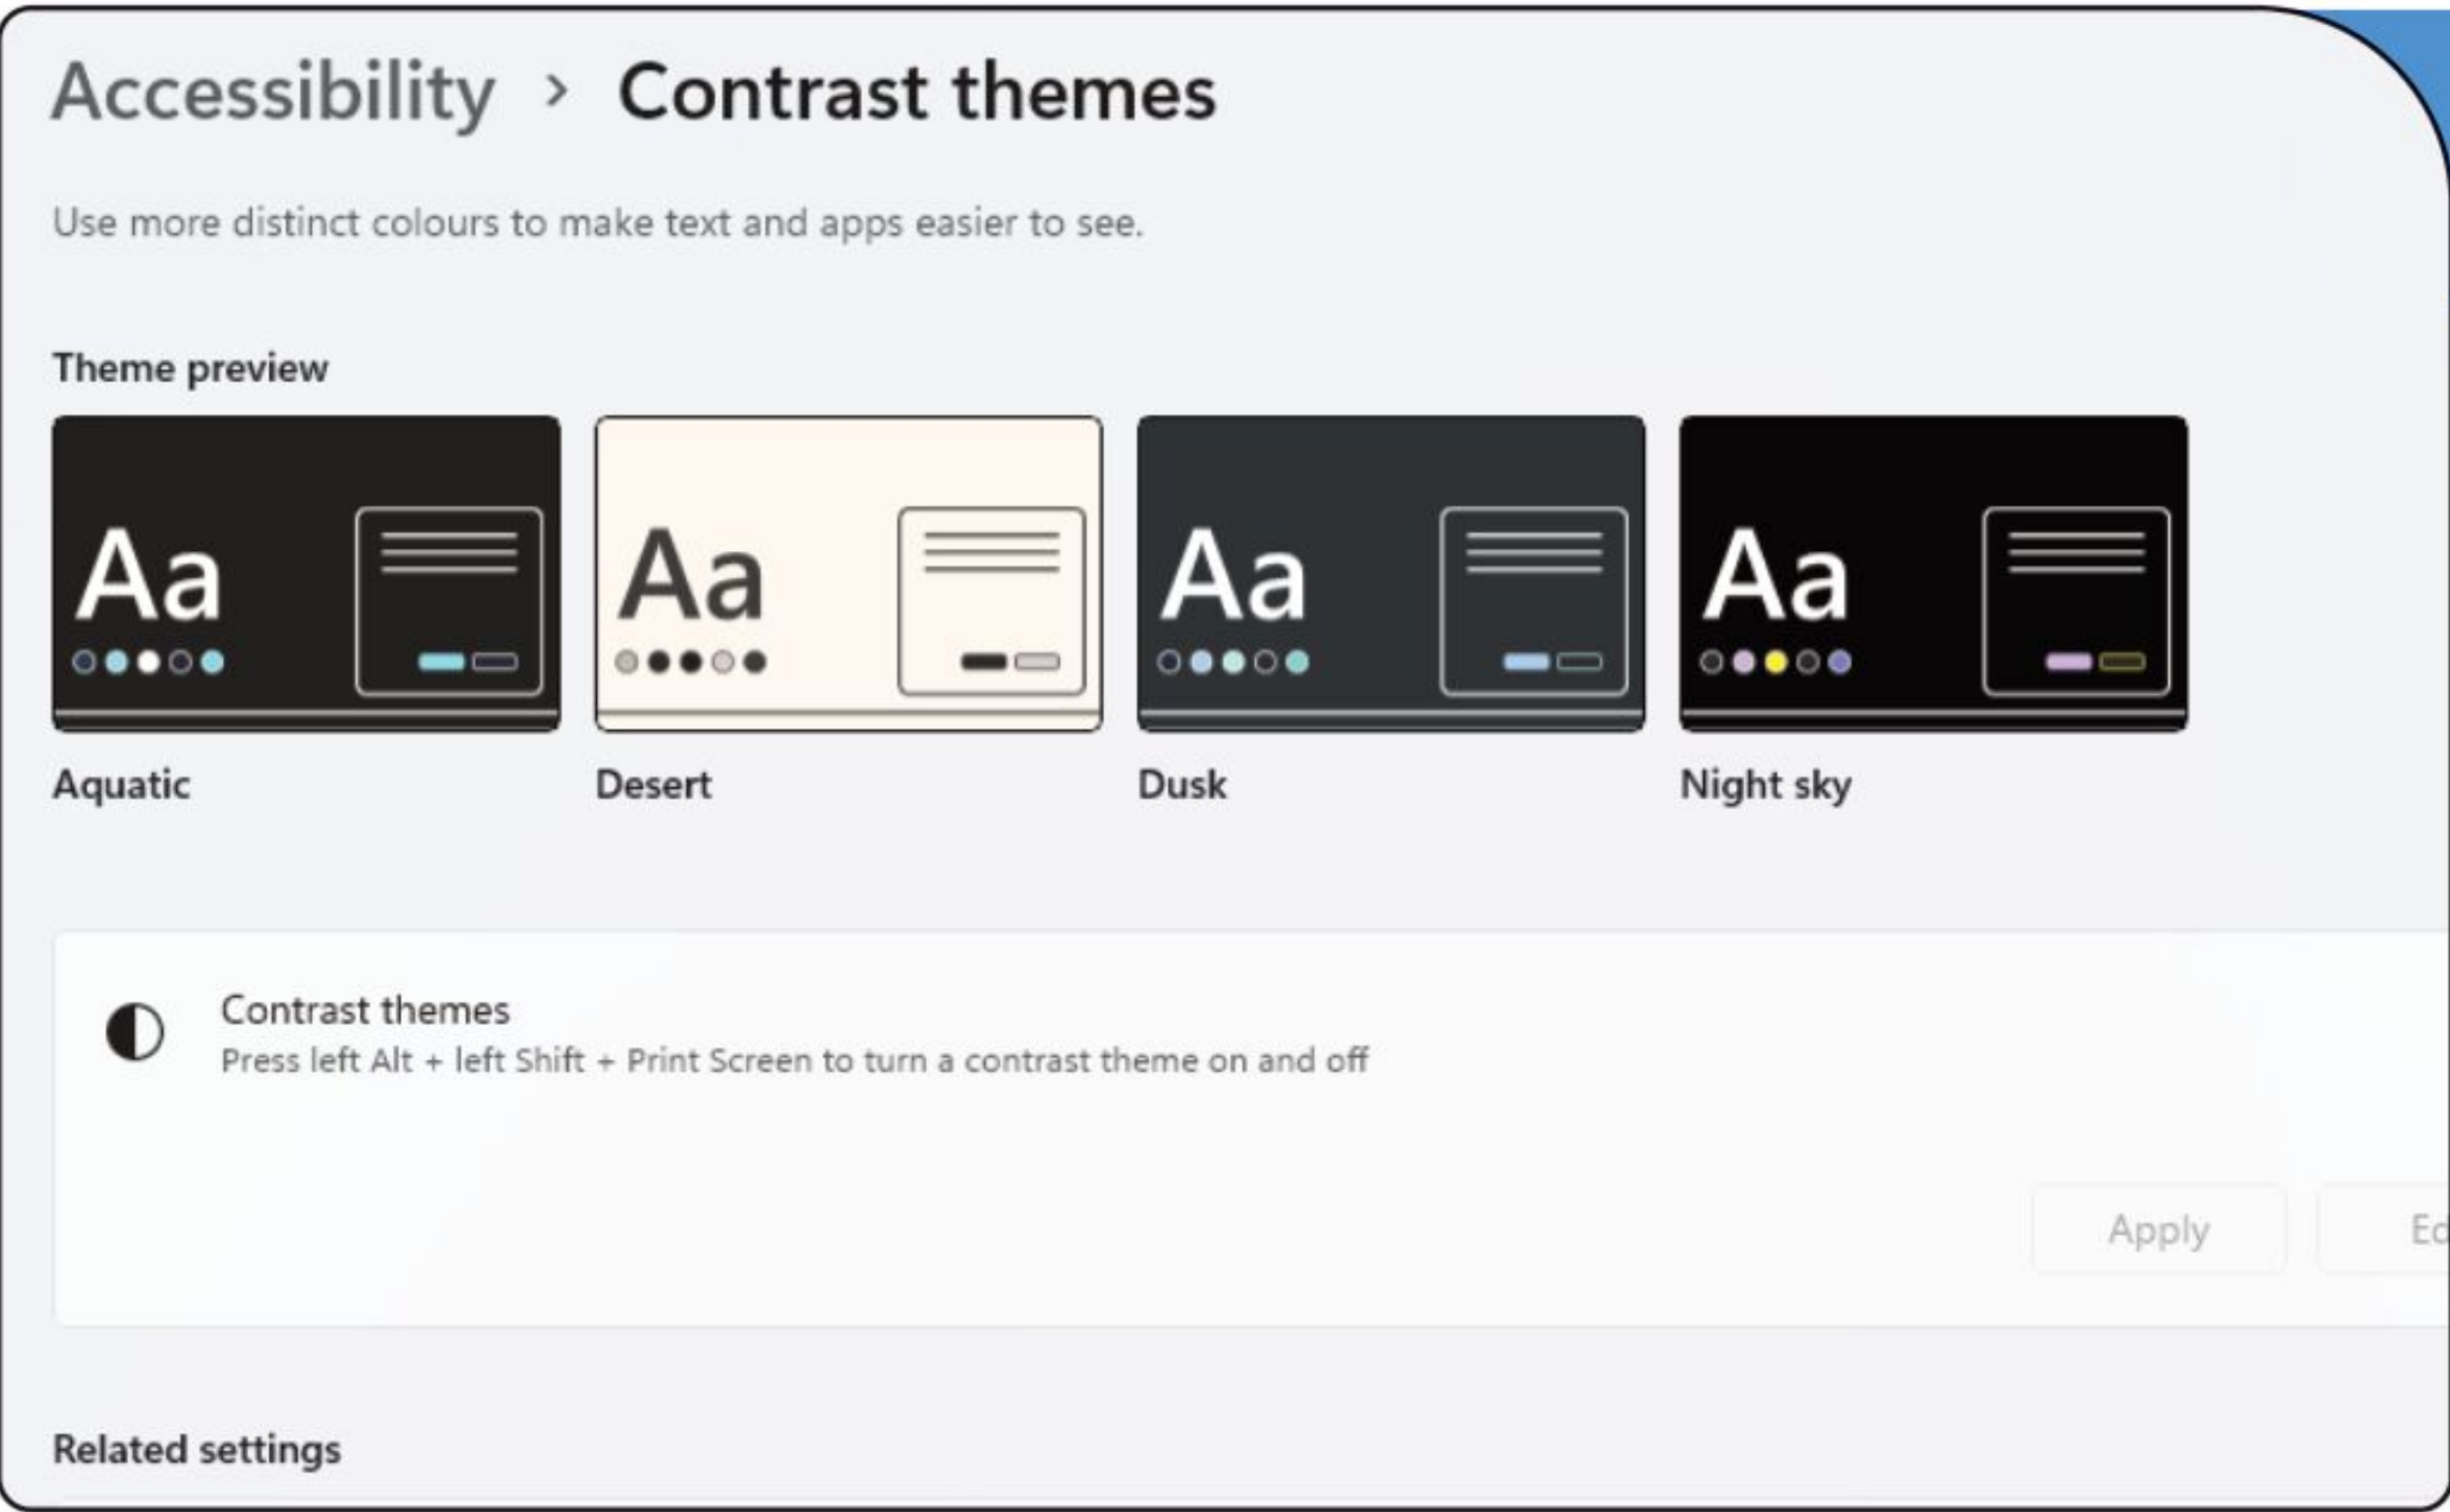 Accessibility > Contrast themes
Use more distinct colours to make text and apps easier to see.
Theme preview
Aa Aa Aa Aa
Aquatic Desert Dusk Night sky
Contrast themes
Press left Alt + left Shift + Print Screen to turn a contrast theme on and off
Apply Ed
Related settings